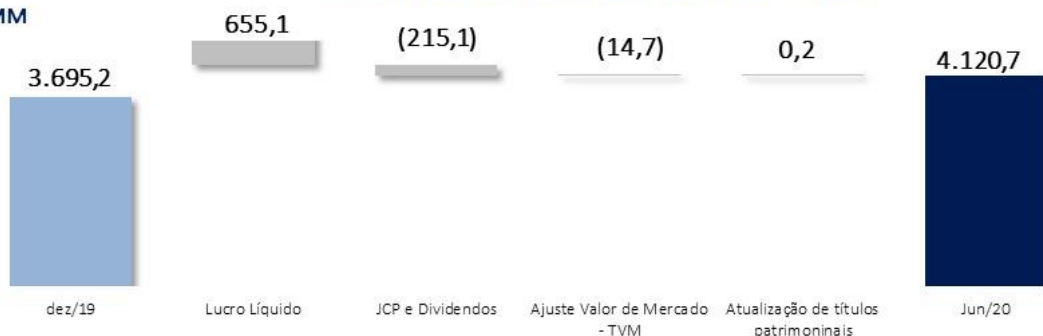 MM
3.695,2
655,1
(215,1)
(14,7)
0,2
4.120,7
dez/19
Lucro Líquido
JCP e Dividendos
Ajuste Valor de Mercado
- TVM
Atualização de títulos
patrimoninais
Jun/20